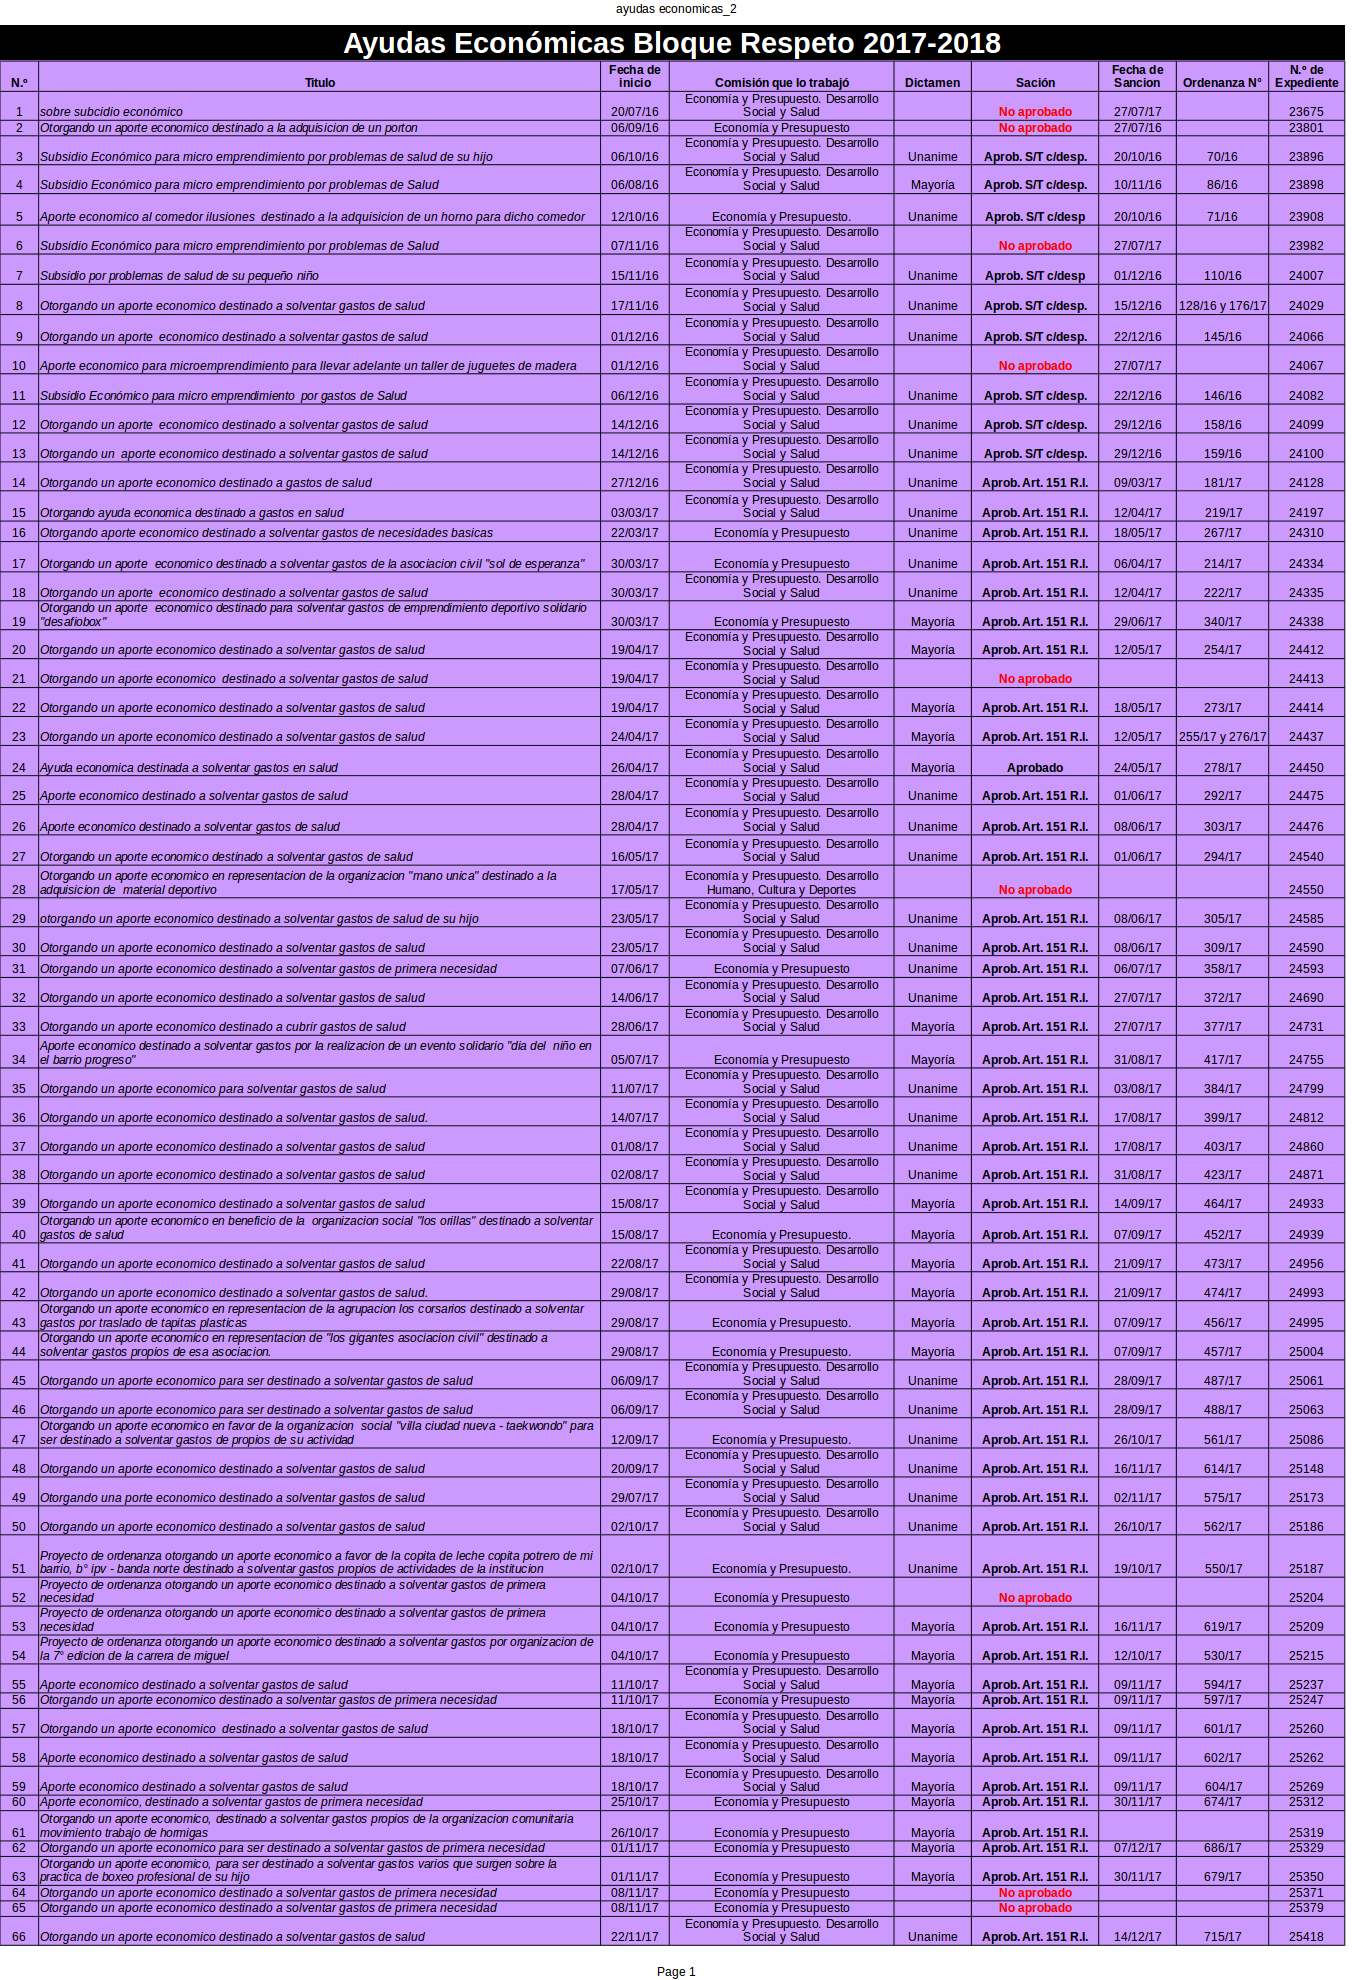 ayudas economicas_2
Ayudas Económicas Bloque Respeto 2017-2018
N.º Titulo Fecha de inicio Comisión que lo trabajó Dictamen Sación Fecha de Sancion Ordenanza N° N.º de Expediente
1 sobre subcidio económico 20/07/16 Economía y Presupuesto. Desarrollo Social y Salud No aprobado 27/07/17 23675
2 Otorgando un aporte economico destinado a la adquisicion de un porton 06/09/16 Economía y Presupuesto No aprobado 27/07/16 23801
3 Subsidio Económico para micro emprendimiento por problemas de salud de su hijo 06/10/16 Economía y Presupuesto. Desarrollo Social y Salud Unanime Aprob. S/T c/desp. 20/10/16 70/16 23896
4 Subsidio Económico para micro emprendimiento por problemas de Salud 06/08/16 Economía y Presupuesto. Desarrollo Social y Salud Mayoría Aprob. S/T c/desp. 10/11/16 86/16 23898
5 Aporte economico al comedor ilusiones destinado a la adquisicion de un horno para dicho comedor 12/10/16 Economía y Presupuesto. Unanime Aprob. S/T c/desp 20/10/16 71/16 23908
6 Subsidio Económico para micro emprendimiento por problemas de Salud 07/11/16 Economía y Presupuesto. Desarrollo Social y Salud No aprobado 27/07/17 23982
7 Subsidio por problemas de salud de su pequeño niño 15/11/16 Economía y Presupuesto. Desarrollo Social y Salud Unanime Aprob. S/T c/desp 01/12/16 110/16 24007
8 Otorgando un aporte economico destinado a solventar gastos de salud 17/11/16 Economía y Presupuesto. Desarrollo Social y Salud Unanime Aprob. S/T c/desp. 15/12/16 128/16 y 176/17 24029
9 Otorgando un aporte economico destinado a solventar gastos de salud 01/12/16 Economía y Presupuesto. Desarrollo Social y Salud Unanime Aprob. S/T c/desp. 22/12/16 145/16 24066
10 Aporte economico para microemprendimiento para llevar adelante un taller de juguetes de madera 01/12/16 Economía y Presupuesto. Desarrollo Social y Salud No aprobado 27/07/17 24067
11 Subsidio Económico para micro emprendimiento por gastos de Salud 06/12/16 Economía y Presupuesto. Desarrollo Social y Salud Unanime Aprob. S/T c/desp. 22/12/16 146/16 24082
12 Otorgando un aporte economico destinado a solventar gastos de salud 14/12/16 Economía y Presupuesto. Desarrollo Social y Salud Unanime Aprob. S/T c/desp. 29/12/16 158/16 24099
13 Otorgando un aporte economico destinado a solventar gastos de salud 14/12/16 Economía y Presupuesto. Desarrollo Social y Salud Unanime Aprob. S/T c/desp. 29/12/16 159/16 24100
14 Otorgando un aporte economico destinado a gastos de salud 27/12/16 Economía y Presupuesto. Desarrollo Social y Salud Unanime Aprob. Art. 151 R.I. 09/03/17 181/17 24128
15 Otorgando ayuda economica destinado a gastos en salud 03/03/17 Economía y Presupuesto. Desarrollo Social y Salud Unanime Aprob. Art. 151 R.I. 12/04/17 219/17 24197
16 Otorgando aporte economico destinado a solventar gastos de necesidades basicas 22/03/17 Economía y Presupuesto Unanime Aprob. Art. 151 R.I. 18/05/17 267/17 24310
17 Otorgando un aporte economico destinado a solventar gastos de la asociacion civil "sol de esperanza" 30/03/17 Economía y Presupuesto Unanime Aprob. Art. 151 R.I. 06/04/17 214/17 24334
18 Otorgando un aporte economico destinado a solventar gastos de salud 30/03/17 Economía y Presupuesto. Desarrollo Social y Salud Unanime Aprob. Art. 151 R.I. 12/04/17 222/17 24335
19 Otorgando un aporte economico destinado para solventar gastos de emprendimiento deportivo solidario "desafiobox" 30/03/17 Economía y Presupuesto Mayoría Aprob. Art. 151 R.I. 29/06/17 340/17 24338
20 Otorgando un aporte economico destinado a solventar gastos de salud 19/04/17 Economía y Presupuesto. Desarrollo Social y Salud Mayoría Aprob. Art. 151 R.I. 12/05/17 254/17 24412
21 Otorgando un aporte economico destinado a solventar gastos de salud 19/04/17 Economía y Presupuesto. Desarrollo Social y Salud No aprobado 24413
22 Otorgando un aporte economico destinado a solventar gastos de salud 19/04/17 Economía y Presupuesto. Desarrollo Social y Salud Mayoría Aprob. Art. 151 R.I. 18/05/17 273/17 24414
23 Otorgando un aporte economico destinado a solventar gastos de salud 24/04/17 Economía y Presupuesto. Desarrollo Social y Salud Mayoría Aprob. Art. 151 R.I. 12/05/17 255/17 y 276/17 24437
24 Ayuda economica destinada a solventar gastos en salud 26/04/17 Economía y Presupuesto. Desarrollo Social y Salud Mayoría Aprobado 24/05/17 278/17 24450
25 Aporte economico destinado a solventar gastos de salud 28/04/17 Economía y Presupuesto. Desarrollo Social y Salud Unanime Aprob. Art. 151 R.I. 01/06/17 292/17 24475
26 Aporte economico destinado a solventar gastos de salud 28/04/17 Economía y Presupuesto. Desarrollo Social y Salud Unanime Aprob. Art. 151 R.I. 08/06/17 303/17 24476
27 Otorgando un aporte economico destinado a solventar gastos de salud 16/05/17 Economía y Presupuesto. Desarrollo Social y Salud Unanime Aprob. Art. 151 R.I. 01/06/17 294/17 24540
28 Otorgando un aporte economico en representacion de la organizacion "mano unica" destinado a la adquisicion de material deportivo 17/05/17 Economía y Presupuesto. Desarrollo Humano, Cultura y Deportes No aprobado 24550
29 otorgando un aporte economico destinado a solventar gastos de salud de su hijo 23/05/17 Economía y Presupuesto. Desarrollo Social y Salud Unanime Aprob. Art. 151 R.I. 08/06/17 305/17 24585
30 Otorgando un aporte economico destinado a solventar gastos de salud 23/05/17 Economía y Presupuesto. Desarrollo Social y Salud Unanime Aprob. Art. 151 R.I. 08/06/17 309/17 24590
31 Otorgando un aporte economico destinado a solventar gastos de primera necesidad 07/06/17 Economía y Presupuesto Unanime Aprob. Art. 151 R.I. 06/07/17 358/17 24593
32 Otorgando un aporte economico destinado a solventar gastos de salud 14/06/17 Economía y Presupuesto. Desarrollo Social y Salud Unanime Aprob. Art. 151 R.I. 27/07/17 372/17 24690
33 Otorgando un aporte economico destinado a cubrir gastos de salud 28/06/17 Economía y Presupuesto. Desarrollo Social y Salud Mayoría Aprob. Art. 151 R.I. 27/07/17 377/17 24731
34 Aporte economico destinado a solventar gastos por la realizacion de un evento solidario "dia del niño en el barrio progreso" 05/07/17 Economía y Presupuesto Mayoría Aprob. Art. 151 R.I. 31/08/17 417/17 24755
35 Otorgando un aporte economico para solventar gastos de salud 11/07/17 Economía y Presupuesto. Desarrollo Social y Salud Unanime Aprob. Art. 151 R.I. 03/08/17 384/17 24799
36 Otorgando un aporte economico destinado a solventar gastos de salud. 14/07/17 Economía y Presupuesto. Desarrollo Social y Salud Unanime Aprob. Art. 151 R.I. 17/08/17 399/17 24812
37 Otorgando un aporte economico destinado a solventar gastos de salud 01/08/17 Economía y Presupuesto. Desarrollo Social y Salud Unanime Aprob. Art. 151 R.I. 17/08/17 403/17 24860
38 Otorgando un aporte economico destinado a solventar gastos de salud 02/08/17 Economía y Presupuesto. Desarrollo Social y Salud Unanime Aprob. Art. 151 R.I. 31/08/17 423/17 24871
39 Otorgando un aporte economico destinado a solventar gastos de salud 15/08/17 Economía y Presupuesto. Desarrollo Social y Salud Mayoría Aprob. Art. 151 R.I. 14/09/17 464/17 24933
40 Otorgando un aporte economico en beneficio de la organizacion social "los orillas" destinado a solventar gastos de salud 15/08/17 Economía y Presupuesto. Mayoría Aprob. Art. 151 R.I. 07/09/17 452/17 24939
41 Otorgando un aporte economico destinado a solventar gastos de salud 22/08/17 Economía y Presupuesto. Desarrollo Social y Salud Mayoría Aprob. Art. 151 R.I. 21/09/17 473/17 24956
42 Otorgando un aporte economico destinado a solventar gastos de salud. 29/08/17 Economía y Presupuesto. Desarrollo Social y Salud Mayoría Aprob. Art. 151 R.I. 21/09/17 474/17 24993
43 Otorgando un aporte economico en representacion de la agrupacion los corsarios destinado a solventar gastos por traslado de tapitas plasticas 29/08/17 Economía y Presupuesto. Mayoría Aprob. Art. 151 R.I. 07/09/17 456/17 24995
44 Otorgando un aporte economico en representacion de "los gigantes asociacion civil" destinado a solventar gastos propios de esa asociacion. 29/08/17 Economía y Presupuesto. Mayoría Aprob. Art. 151 R.I. 07/09/17 457/17 25004
45 Otorgando un aporte economico para ser destinado a solventar gastos de salud 06/09/17 Economía y Presupuesto. Desarrollo Social y Salud Unanime Aprob. Art. 151 R.I. 28/09/17 487/17 25061
46 Otorgando un aporte economico para ser destinado a solventar gastos de salud 06/09/17 Economía y Presupuesto. Desarrollo Social y Salud Unanime Aprob. Art. 151 R.I. 28/09/17 488/17 25063
47 Otorgando un aporte economico en favor de la organizacion social "villa ciudad nueva - taekwondo" para ser destinado a solventar gastos de propios de su actividad 12/09/17 Economía y Presupuesto. Unanime Aprob. Art. 151 R.I. 26/10/17 561/17 25086
48 Otorgando un aporte economico destinado a solventar gastos de salud 20/09/17 Economía y Presupuesto. Desarrollo Social y Salud Unanime Aprob. Art. 151 R.I. 16/11/17 614/17 25148
49 Otorgando una porte economico destinado a solventar gastos de salud 29/07/17 Economía y Presupuesto. Desarrollo Social y Salud Unanime Aprob. Art. 151 R.I. 02/11/17 575/17 25173
50 Otorgando un aporte economico destinado a solventar gastos de salud 02/10/17 Economía y Presupuesto. Desarrollo Social y Salud Unanime Aprob. Art. 151 R.I. 26/10/17 562/17 25186
51 Proyecto de ordenanza otorgando un aporte economico a favor de la copita de leche copita potrero de mi barrio, b° ipv - banda norte destinado a solventar gastos propios de actividades de la institucion 02/10/17 Economía y Presupuesto. Unanime Aprob. Art. 151 R.I. 19/10/17 550/17 25187
52 Proyecto de ordenanza otorgando un aporte economico destinado a solventar gastos de primera necesidad 04/10/17 Economía y Presupuesto No aprobado 25204
53 Proyecto de ordenanza otorgando un aporte economico destinado a solventar gastos de primera necesidad 04/10/17 Economía y Presupuesto Mayoría Aprob. Art. 151 R.I. 16/11/17 619/17 25209
54 Proyecto de ordenanza otorgando un aporte economico destinado a solventar gastos por organizacion de la 7° edicion de la carrera de miguel 04/10/17 Economía y Presupuesto Mayoría Aprob. Art. 151 R.I. 12/10/17 530/17 25215
55 Aporte economico destinado a solventar gastos de salud 11/10/17 Economía y Presupuesto. Desarrollo Social y Salud Mayoría Aprob. Art. 151 R.I. 09/11/17 594/17 25237
56 Otorgando un aporte economico destinado a solventar gastos de primera necesidad 11/10/17 Economía y Presupuesto Mayoría Aprob. Art. 151 R.I. 09/11/17 597/17 25247
57 Otorgando un aporte economico destinado a solventar gastos de salud 18/10/17 Economía y Presupuesto. Desarrollo Social y Salud Mayoría Aprob. Art. 151 R.I. 09/11/17 601/17 25260
58 Aporte economico destinado a solventar gastos de salud 18/10/17 Economía y Presupuesto. Desarrollo Social y Salud Mayoría Aprob. Art. 151 R.I. 09/11/17 602/17 25262
59 Aporte economico destinado a solventar gastos de salud 18/10/17 Economía y Presupuesto. Desarrollo Social y Salud Mayoría Aprob. Art. 151 R.I. 09/11/17 604/17 25269
60 Aporte economico, destinado a solventar gastos de primera necesidad 25/10/17 Economía y Presupuesto Mayoría Aprob. Art. 151 R.I. 30/11/17 674/17 25312
61 Otorgando un aporte economico, destinado a solventar gastos propios de la organizacion comunitaria movimiento trabajo de hormigas 26/10/17 Economía y Presupuesto Mayoría Aprob. Art. 151 R.I. 25319
62 Otorgando un aporte economico para ser destinado a solventar gastos de primera necesidad 01/11/17 Economía y Presupuesto Mayoría Aprob. Art. 151 R.I. 07/12/17 686/17 25329
63 Otorgando un aporte economico, para ser destinado a solventar gastos varios que surgen sobre la practica de boxeo profesional de su hijo 01/11/17 Economía y Presupuesto Mayoría Aprob. Art. 151 R.I. 30/11/17 679/17 25350
64 Otorgando un aporte economico destinado a solventar gastos de primera necesidad 08/11/17 Economía y Presupuesto No aprobado 25371
65 Otorgando un aporte economico destinado a solventar gastos de primera necesidad 08/11/17 Economía y Presupuesto No aprobado 25379
66 Otorgando un aporte economico destinado a solventar gastos de salud 22/11/17 Economía y Presupuesto. Desarrollo Social y Salud Unanime Aprob. Art. 151 R.I. 14/12/17 715/17 25418
Page 1